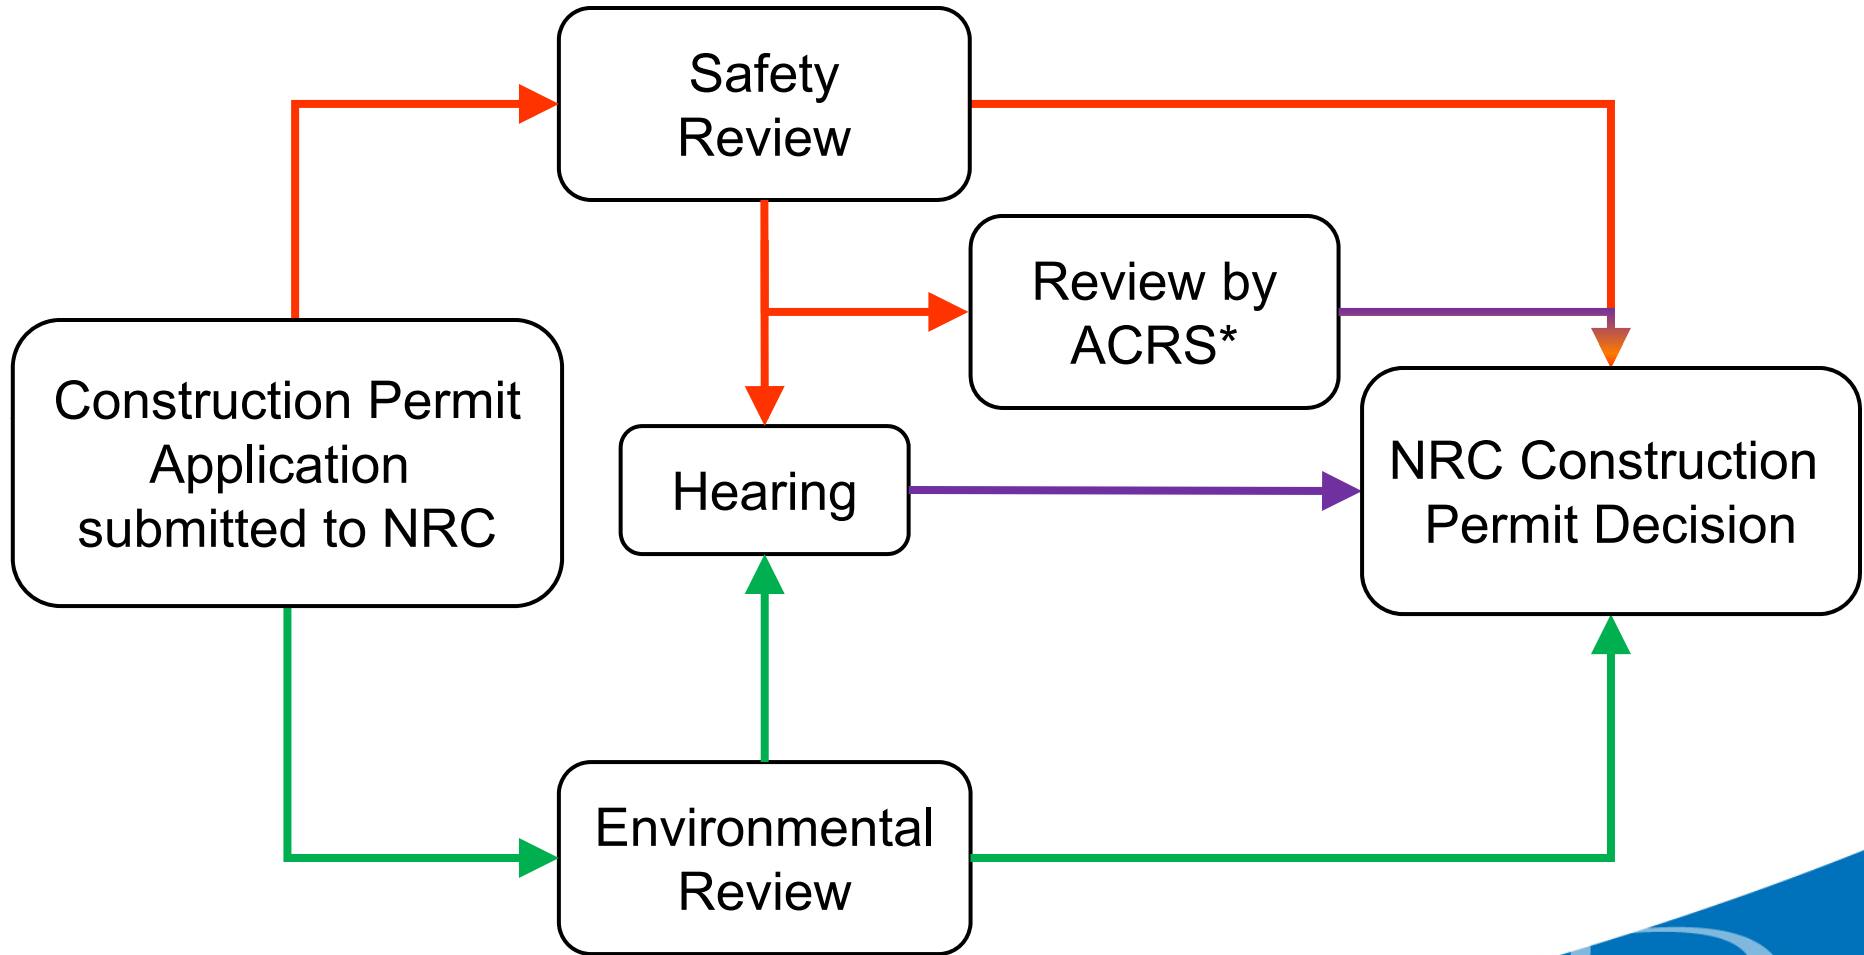 Safety
Review
Review by
ACRS*
Construction Permit
Application
submitted to NRC
Hearing
NRC Construction
Permit Decision
Environmental
Review